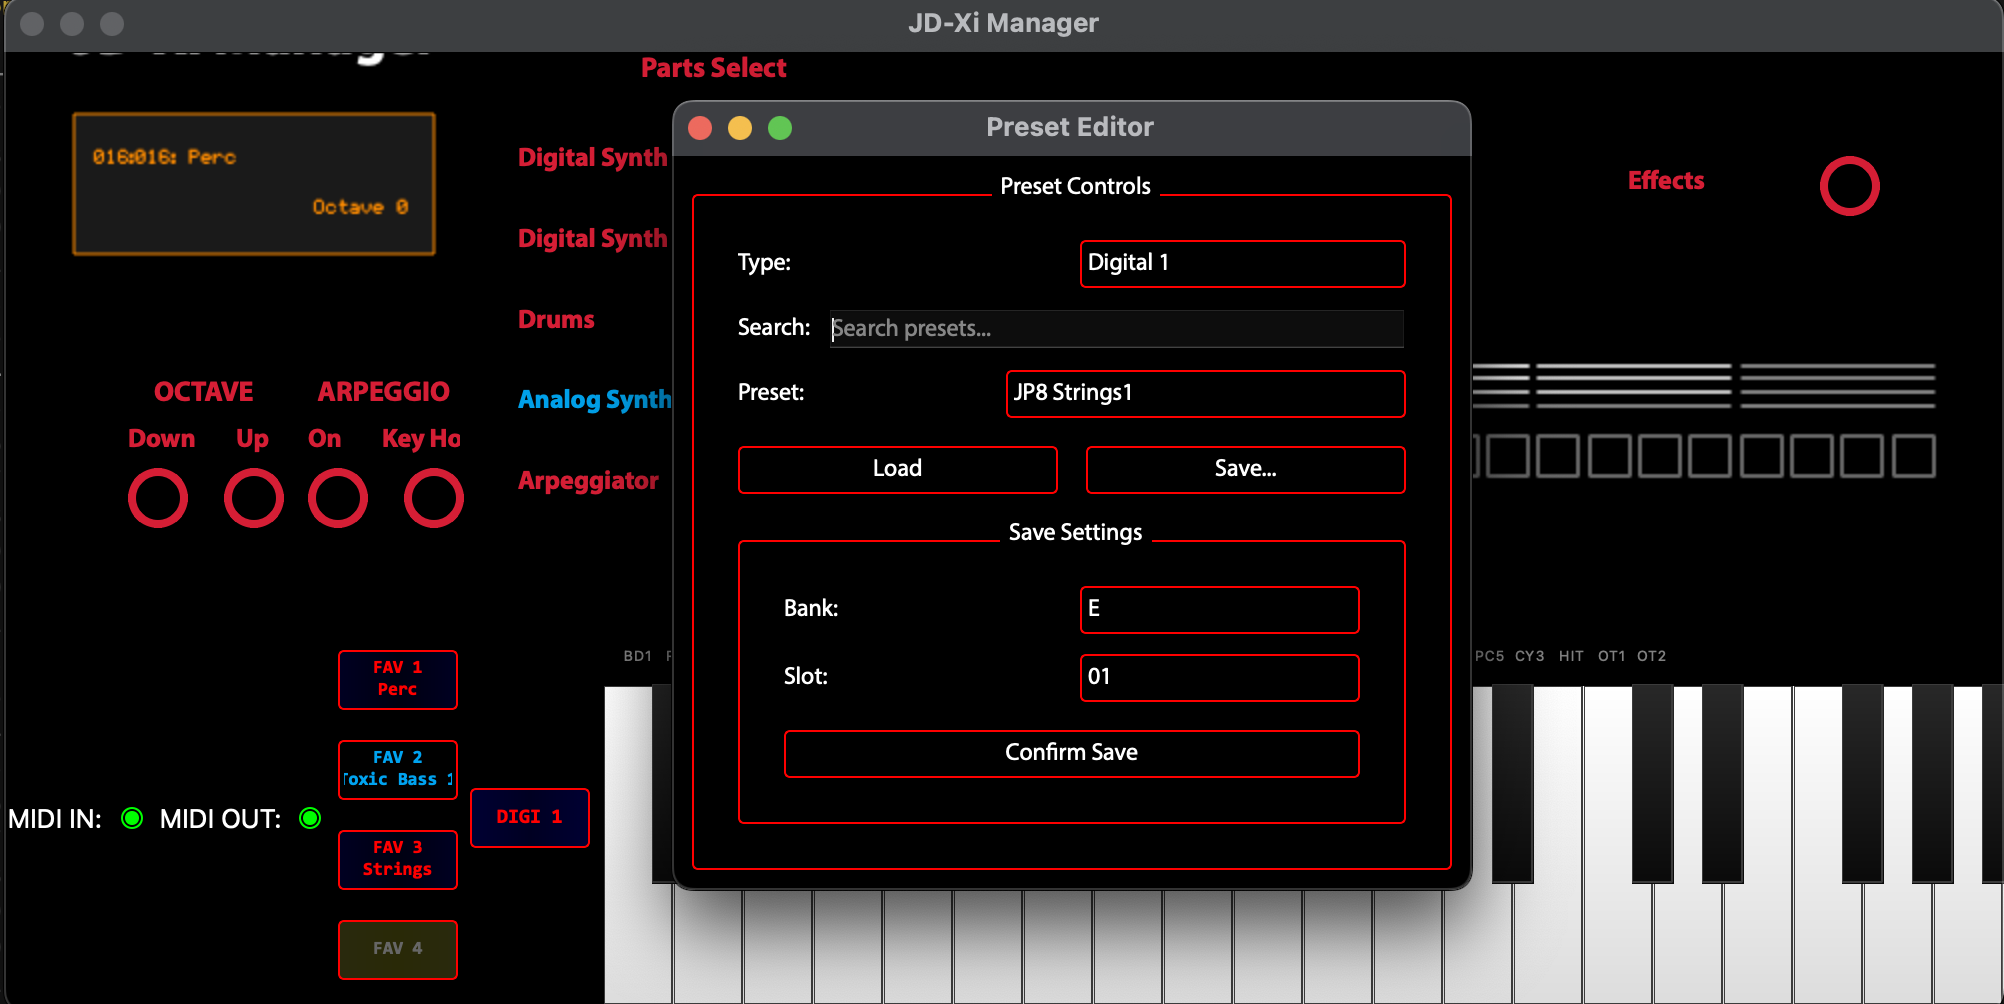 JD-Xi Manager
Parts Select
016:016: Perc
Octave 0
Digital Synth
Digital Synth
Drums
Analog Synth
Arpeggiator
OCTAVE
ARPEGGIO
Down
Up
On
Key Ho
Effects
Preset Editor
Preset Controls
Type:
Digital 1
Search:
Search presets...
Preset:
JP8 Strings1
Load
Save...
Save Settings
Bank:
E
Slot:
01
Confirm Save
BD1
PC5 CY3 HIT OT1 OT2
FAV 1
Perc
FAV 2
Toxic Bass 1
FAV 3
Strings
FAV 4
MIDI IN:
MIDI OUT:
DIGI 1